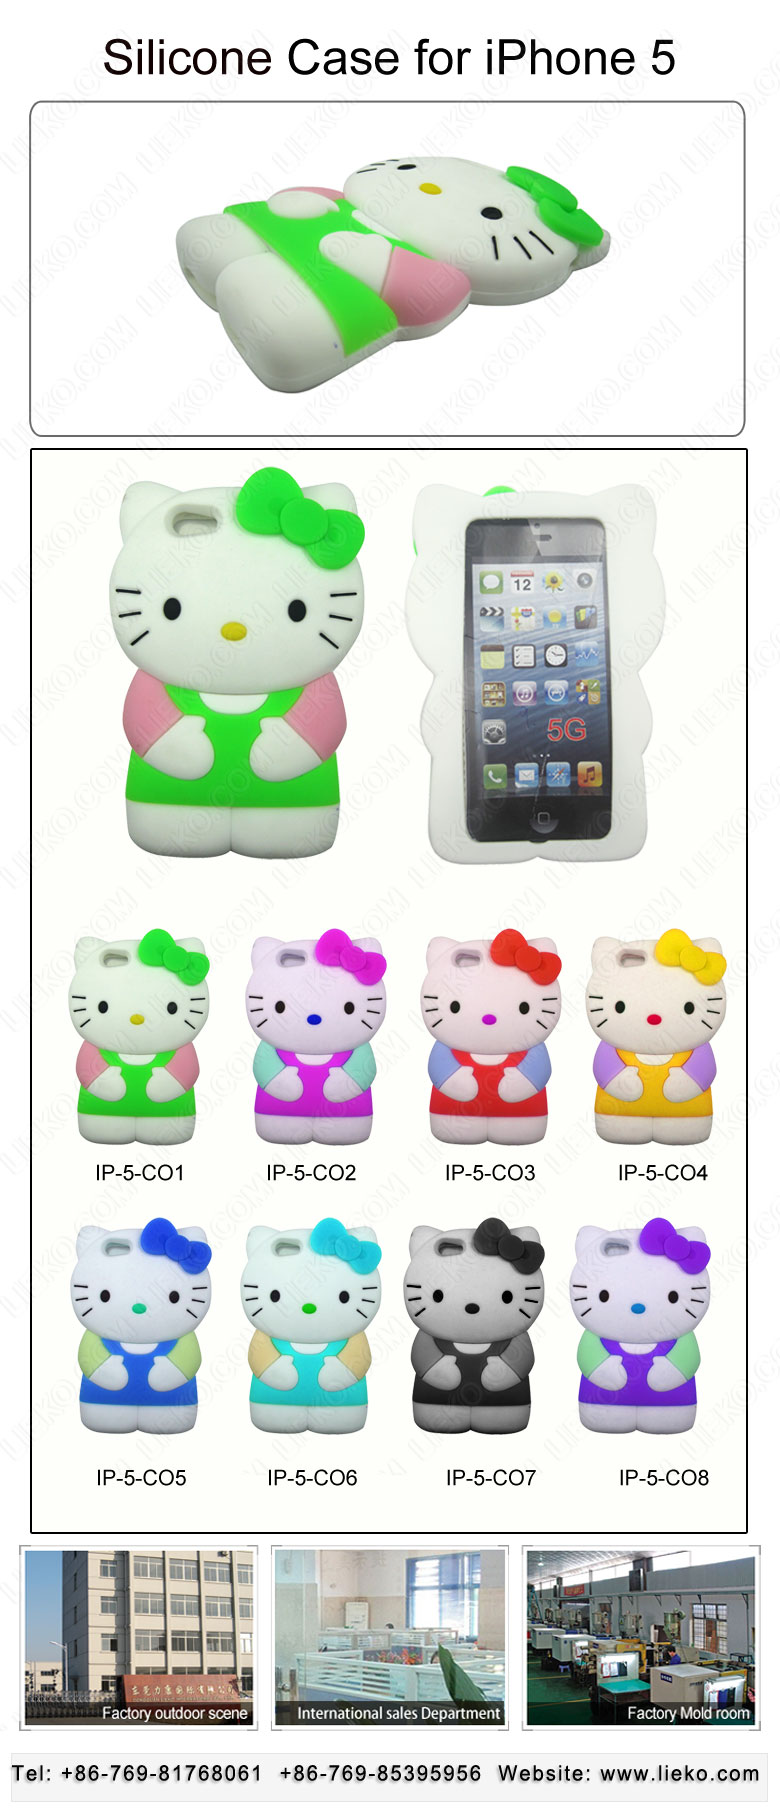 Silicone Case for iPhone 5
LIEKO.COM
12
5G
IP-5-CO1 IP-5-CO2 IP-5-CO3 IP-5-CO4
IP-5-CO5 IP-5-CO6 IP-5-CO7 IP-5-CO8
Factory outdoor scene
International sales Department
Factory Mold room
Tel: +86-769-81768061 +86-769-85395956 Website: www.lieko.com